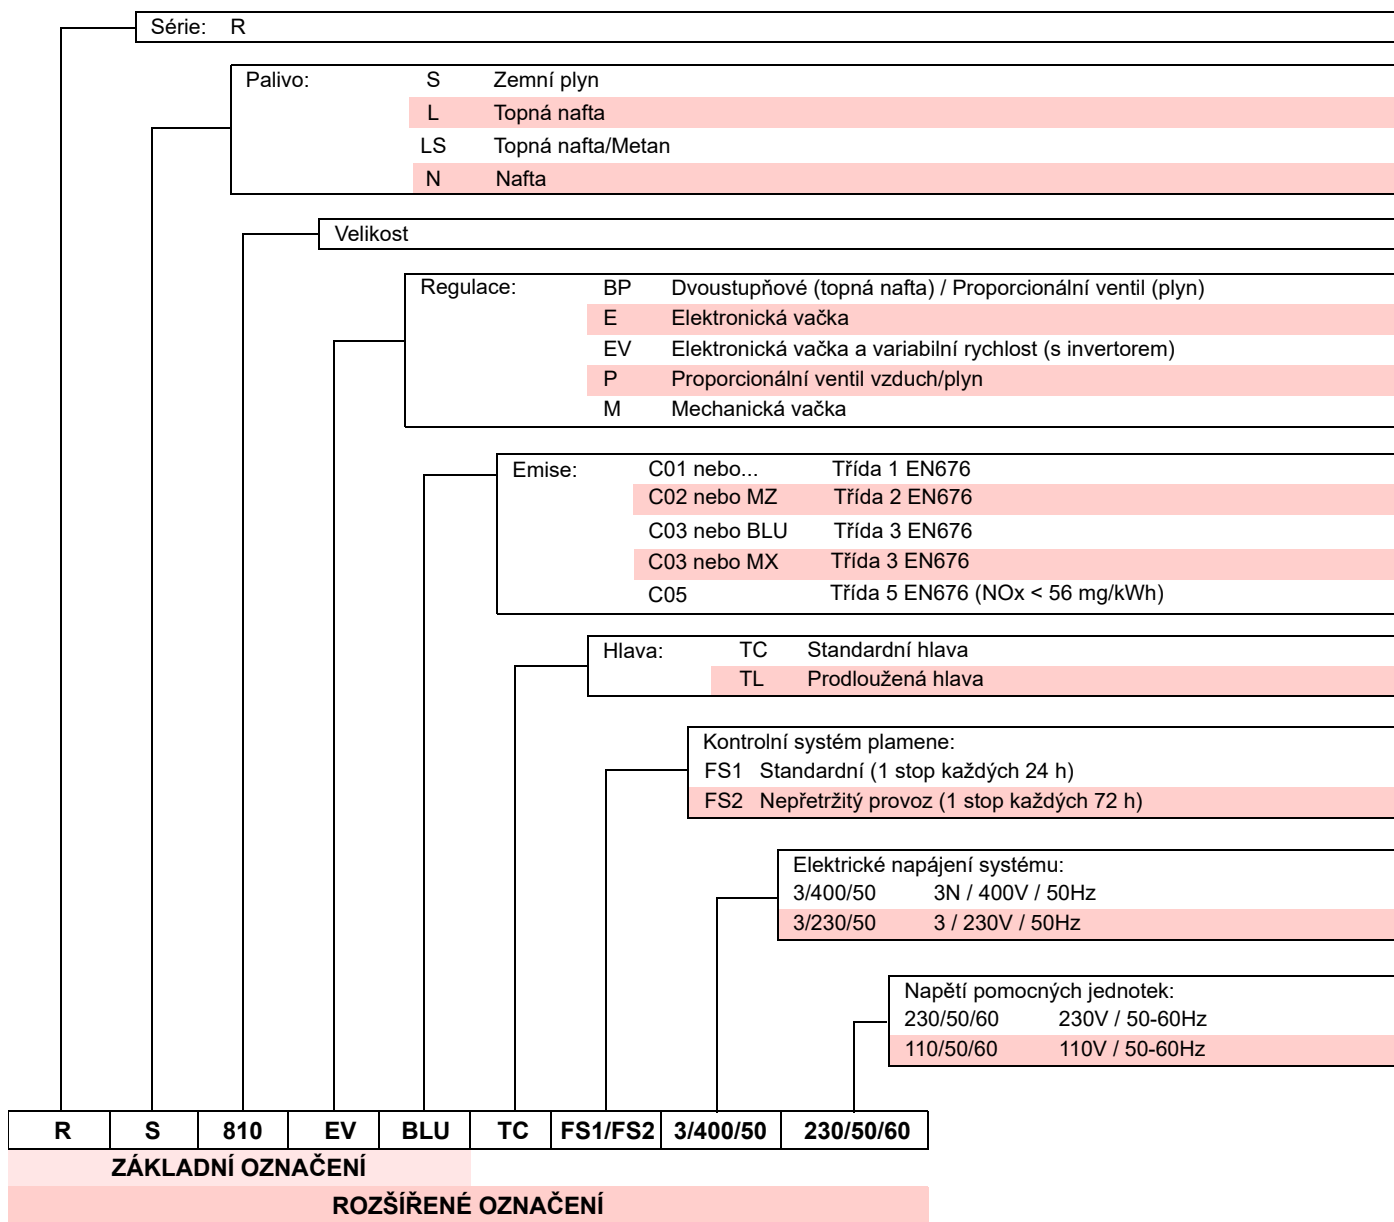 Série: R
Palivo: S Zemní plyn
L Topná nafta
LS Topná nafta/Metan
N Nafta
Velikost
Regulace: BP Dvoustupňové (topná nafta) / Proporcionální ventil (plyn)
E Elektronická vačka
EV Elektronická vačka a variabilní rychlost (s invertorem)
P Proporcionální ventil vzduch/plyn
M Mechanická vačka
Emise: C01 nebo... Třída 1 EN676
C02 nebo MZ Třída 2 EN676
C03 nebo BLU Třída 3 EN676
C03 nebo MX Třída 3 EN676
C05 Třída 5 EN676 (NOx < 56 mg/kWh)
Hlava: TC Standardní hlava
TL Prodloužená hlava
Kontrolní systém plamene:
FS1 Standardní (1 stop každých 24 h)
FS2 Nepřetržitý provoz (1 stop každých 72 h)
Elektrické napájení systému:
3/400/50 3N / 400V / 50Hz
3/230/50 3 / 230V / 50Hz
Napětí pomocných jednotek:
230/50/60 230V / 50-60Hz
110/50/60 110V / 50-60Hz
R S 810 EV BLU TC FS1/FS2 3/400/50 230/50/60
ZÁKLADNÍ OZNAČENÍ
ROZŠÍŘENÉ OZNAČENÍ